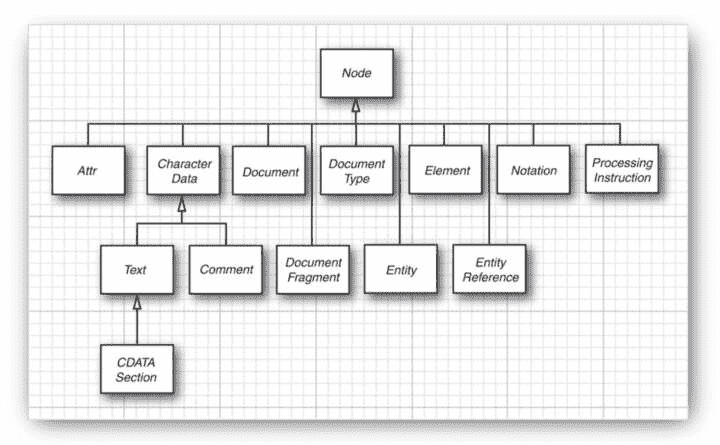 Node
Attr
Character
Data
Document
Document
Type
Element
Notation
Processing
Instruction
Text
Comment
Document
Fragment
Entity
Entity
Reference
CDATA
Section